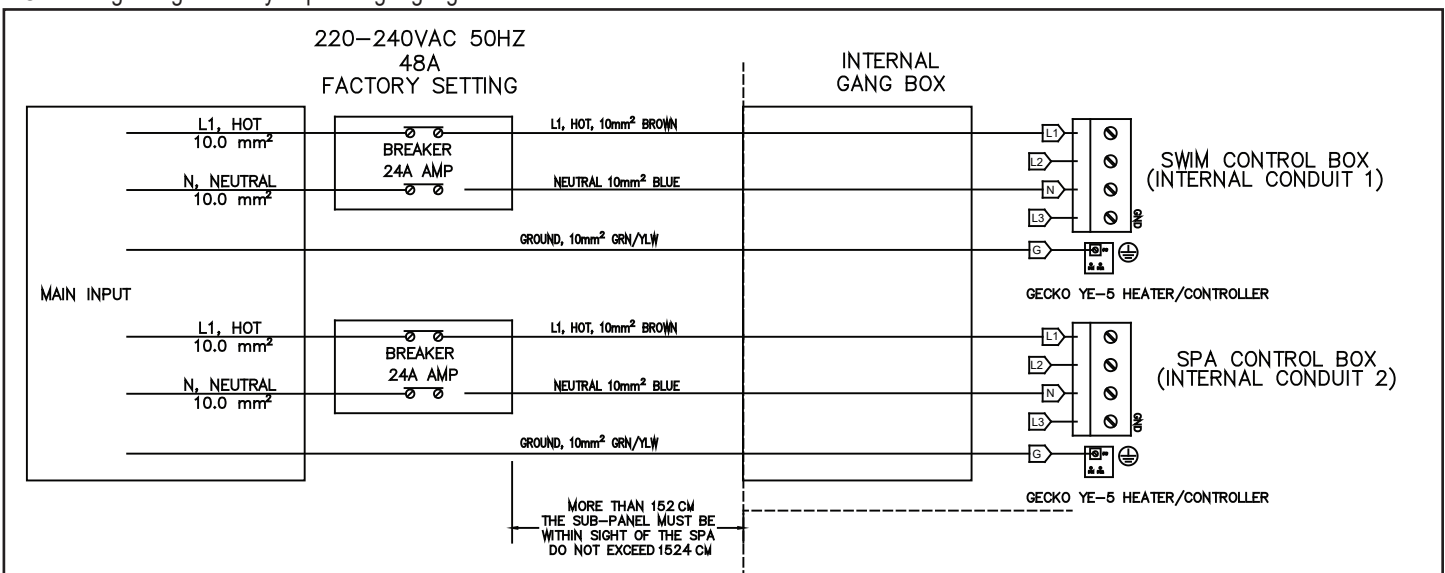 220-240VAC 50HZ
48A
FACTORY SETTING
INTERNAL
GANG BOX
L1, HOT
10.0 mm²
BREAKER
24A AMP
L1, HOT, 10mm² BROWN
L1
L2
SWIM CONTROL BOX
(INTERNAL CONDUIT 1)
N, NEUTRAL
10.0 mm²
NEUTRAL 10mm² BLUE
N
L3
GND
GROUND, 10mm² GRN/YLW
G
GECKO YE-5 HEATER/CONTROLLER
MAIN INPUT
L1, HOT
10.0 mm²
BREAKER
24A AMP
L1, HOT, 10mm² BROWN
L1
L2
SPA CONTROL BOX
(INTERNAL CONDUIT 2)
N, NEUTRAL
10.0 mm²
NEUTRAL 10mm² BLUE
N
L3
GND
GROUND, 10mm² GRN/YLW
G
GECKO YE-5 HEATER/CONTROLLER
MORE THAN 152 CM
THE SUB-PANEL MUST BE
WITHIN SIGHT OF THE SPA
DO NOT EXCEED 1524 CM